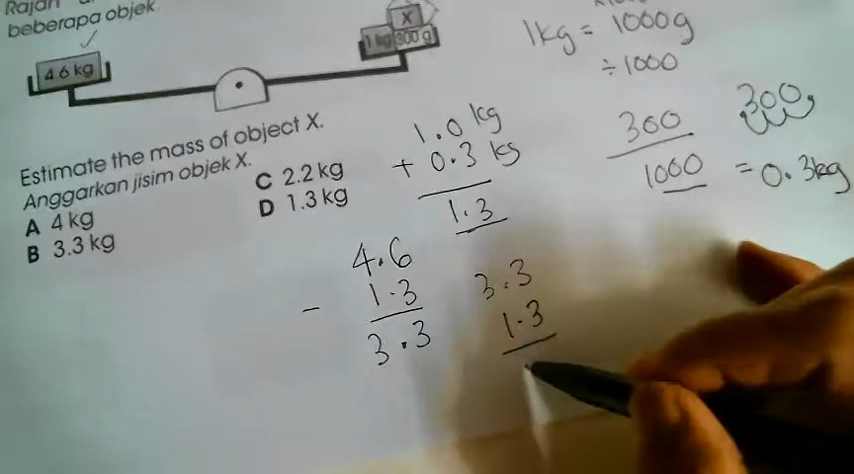 Rajah
beberapa objek
4.6 kg
X
1 kg 300 g
1kg = 1000g
÷ 1000
300
1000 = 0.3kg
300
Estimate the mass of object X.
Anggarkan jisim objek X.
A 4 kg
B 3.3 kg
C 2.2 kg
D 1.3 kg
1.0 kg
+ 0.3 kg
1.3
4.6
- 1.3
3.3
3.3
1.3